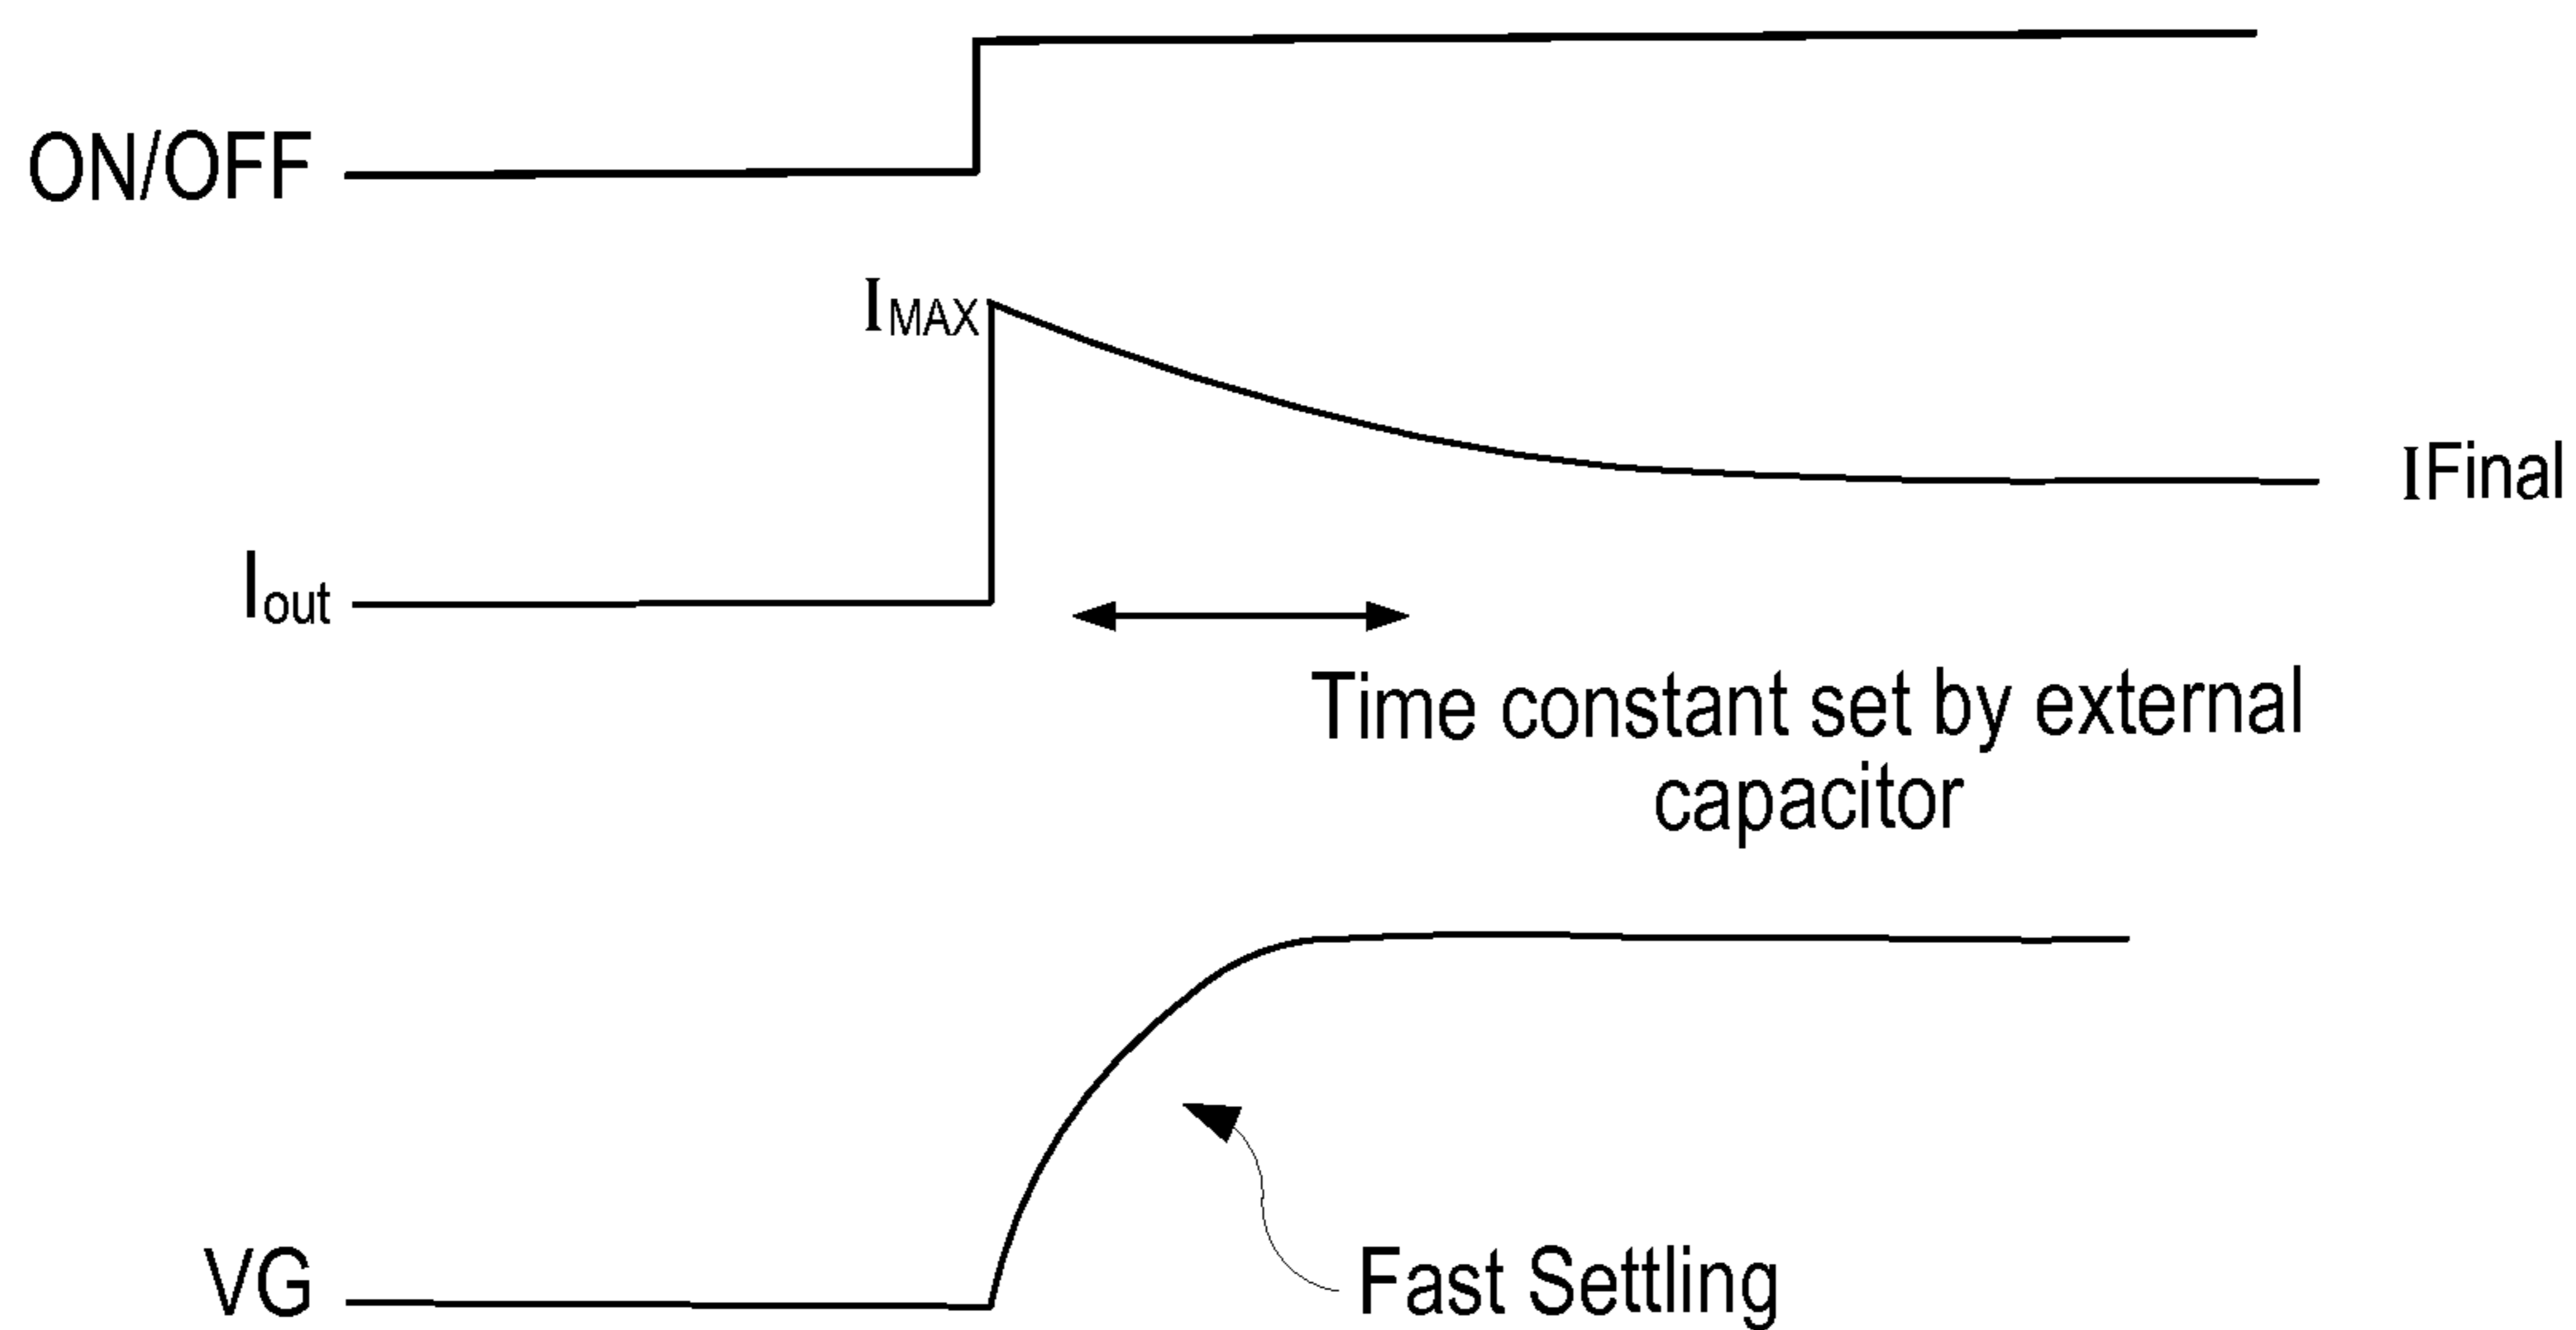 ON/OFF
IMAX
IFinal
Iout
Time constant set by external
capacitor
VG
Fast Settling